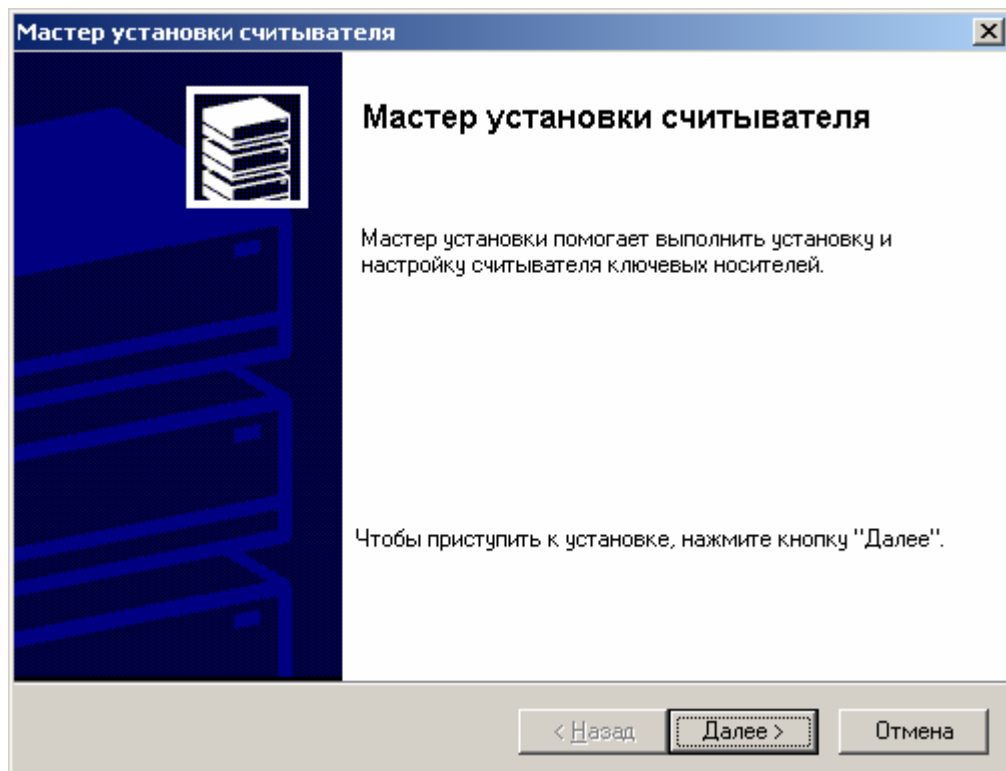 Мастер установки считывателя
Мастер установки считывателя
Мастер установки помогает выполнить установку и
настройку считывателя ключевых носителей.
Чтобы приступить к установке, нажмите кнопку "Далее".
< Назад
Далее >
Отмена